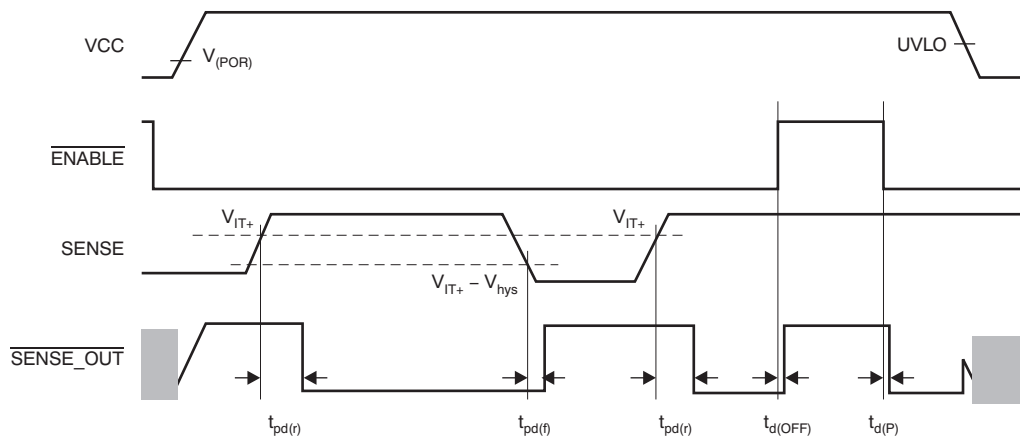 VCC
V(POR)
UVLO
ENABLE
VIT+
VIT+
SENSE
VIT+ – Vhys
SENSE_OUT
tpd(r)
tpd(f)
tpd(r)
td(OFF)
td(P)